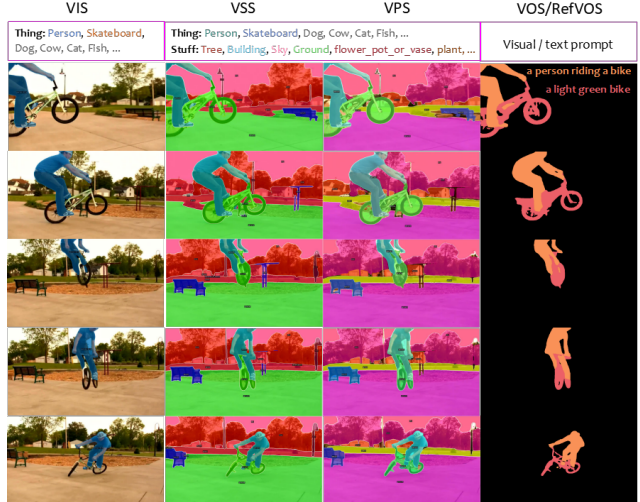 VIS
VSS
VPS
VOS/RefVOS
Thing: Person, Skateboard,
Dog, Cow, Cat, Fish, ...
Thing: Person, Skateboard, Dog, Cow, Cat, Fish, ...
Stuff: Tree, Building, Sky, Ground, flower_pot_or_vase, plant, ...
Visual / text prompt
a person riding a bike
a light green bike